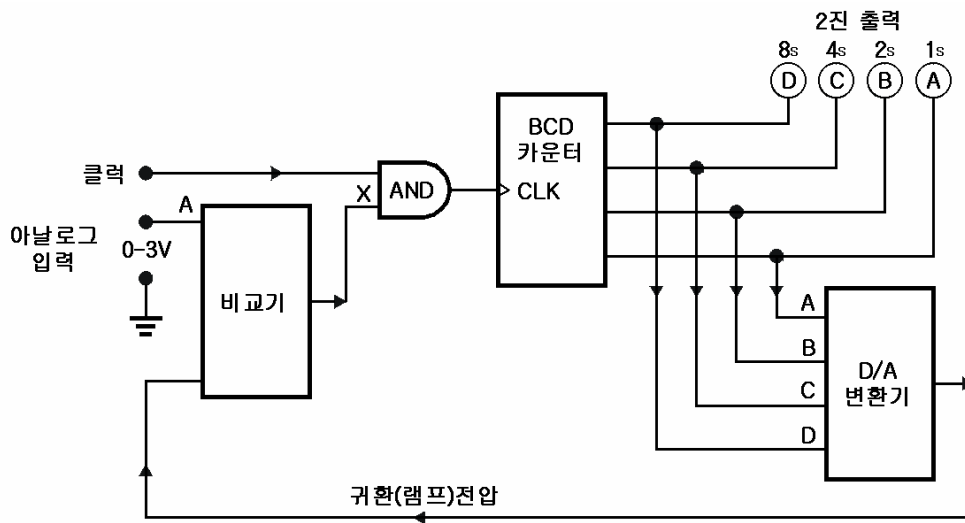 2진 출력
8s 4s 2s 1s
D C B A
BCD
카운터
CLK
클럭
X
AND
A
아날로그
입력
0-3V
비교기
A
B
C
D
D/A
변환기
귀환(램프)전압